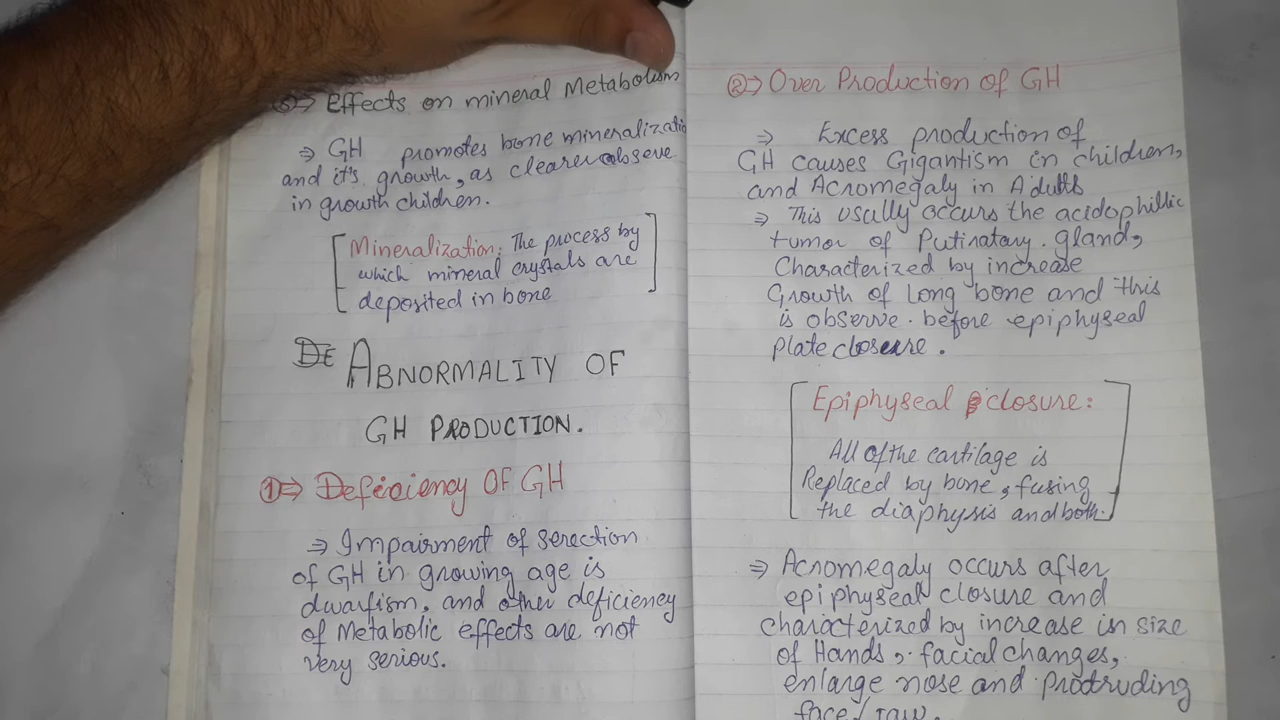 ⇒ Effects on mineral Metabolism
⇒ GH promotes bone mineralizatio
and it's growth, as clearer obseve
in growth children.
[Mineralization: The process by
which mineral crystals are
deposited in bone]
ABNORMALITY OF
GH PRODUCTION.
①⇒ Deficiency OF GH
⇒ Impairment of serection
of GH in growing age is
dwarfism, and other deficiency
of Metabolic effects are not
very serious.
②⇒ Over Production of GH
⇒ Excess production of
GH causes Gigantism in children,
and Acromegaly in Adults
⇒ This usally occurs the acidophillic
tumor of Putinatary gland,
Characterized by increase
Growth of Long bone and this
is observe before epiphyseal
plate closure.
[Epiphyseal closure:
All of the cartilage is
Replaced by bone, fusing
the diaphysis and both.]
⇒ Acromegaly occurs after
epiphyseal closure and
characterized by increase in size
of Hands, facial changes,
enlarge nose and protruding
face/Jaw.